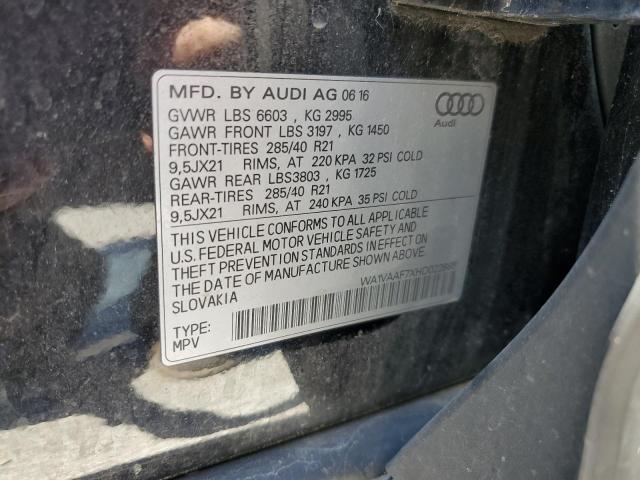 MFD. BY AUDI AG 06 16
GVWR LBS 6603 , KG 2995
GAWR FRONT LBS 3197 , KG 1450
FRONT-TIRES 285/40 R21
9,5JX21 RIMS, AT 220 KPA 32 PSI COLD
GAWR REAR LBS3803 , KG 1725
REAR-TIRES 285/40 R21
9,5JX21 RIMS, AT 240 KPA 35 PSI COLD
Audi
THIS VEHICLE CONFORMS TO ALL APPLICABLE
U.S. FEDERAL MOTOR VEHICLE SAFETY AND
THEFT PREVENTION STANDARDS IN EFFECT ON
THE DATE OF MANUFACTURE SHOWN ABOVE.
SLOVAKIA
TYPE:
MPV